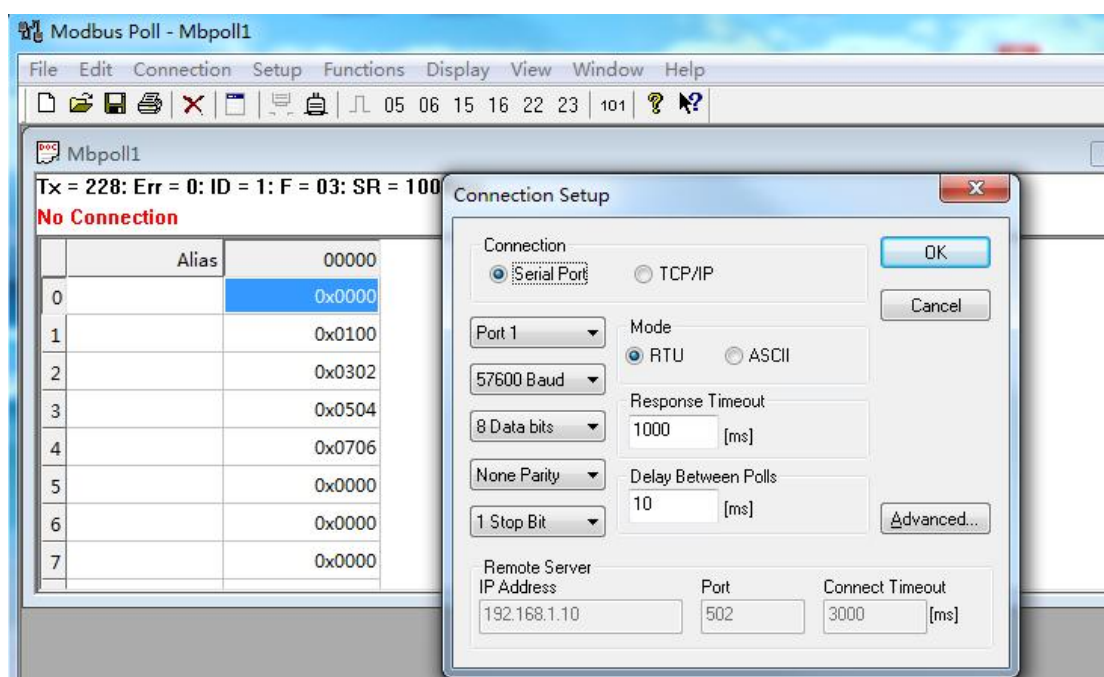 Modbus Poll - Mbpoll1
File Edit Connection Setup Functions Display View Window Help
05 06 15 16 22 23 101
Mbpoll1
Tx = 228: Err = 0: ID = 1: F = 03: SR = 100
No Connection
Alias 00000
0 0x0000
1 0x0100
2 0x0302
3 0x0504
4 0x0706
5 0x0000
6 0x0000
7 0x0000
Connection Setup
Connection
Serial Port TCP/IP
OK
Cancel
Port 1
57600 Baud
8 Data bits
None Parity
1 Stop Bit
Mode
RTU ASCII
Response Timeout
1000 [ms]
Delay Between Polls
10 [ms]
Advanced...
Remote Server
IP Address Port Connect Timeout
192.168.1.10 502 3000 [ms]